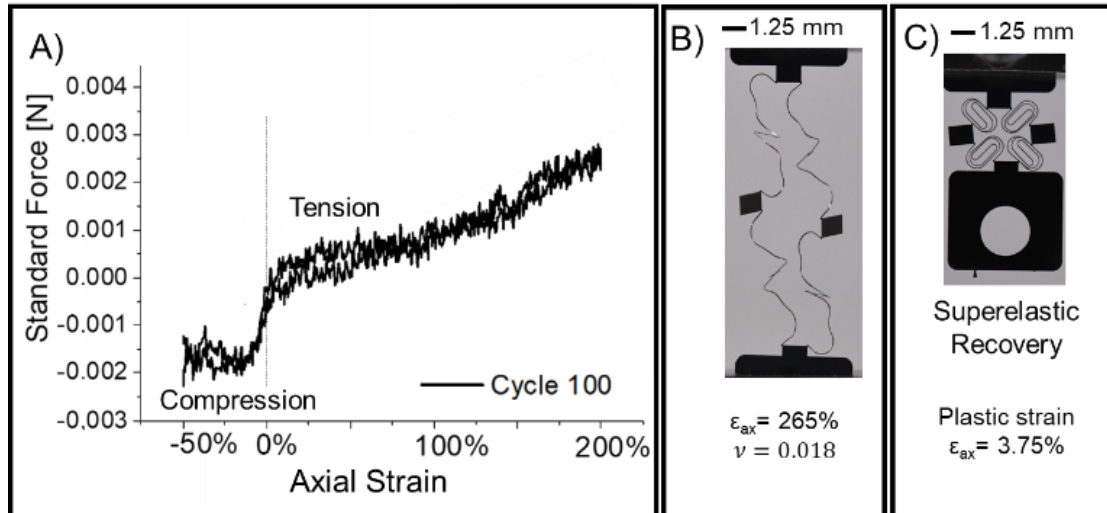 A)
Standard Force [N]
0.004
0.003
0.002
0.001
0.000
-0.001
-0.002
-0.003
Tension
Compression
Cycle 100
-50%
0%
100%
200%
Axial Strain
B)
1.25 mm
εax= 265%
ν = 0.018
C)
1.25 mm
Superelastic
Recovery
Plastic strain
εax= 3.75%